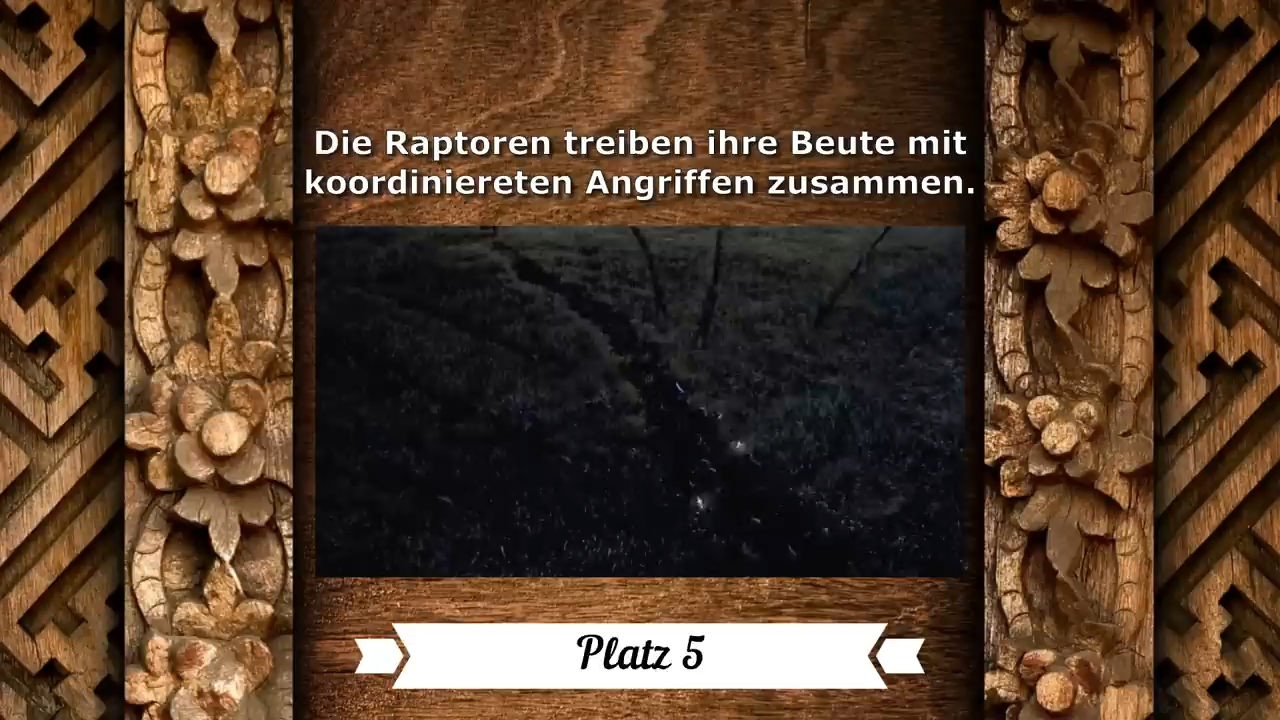 Die Raptoren treiben ihre Beute mit
koordiniereten Angriffen zusammen.
Platz 5